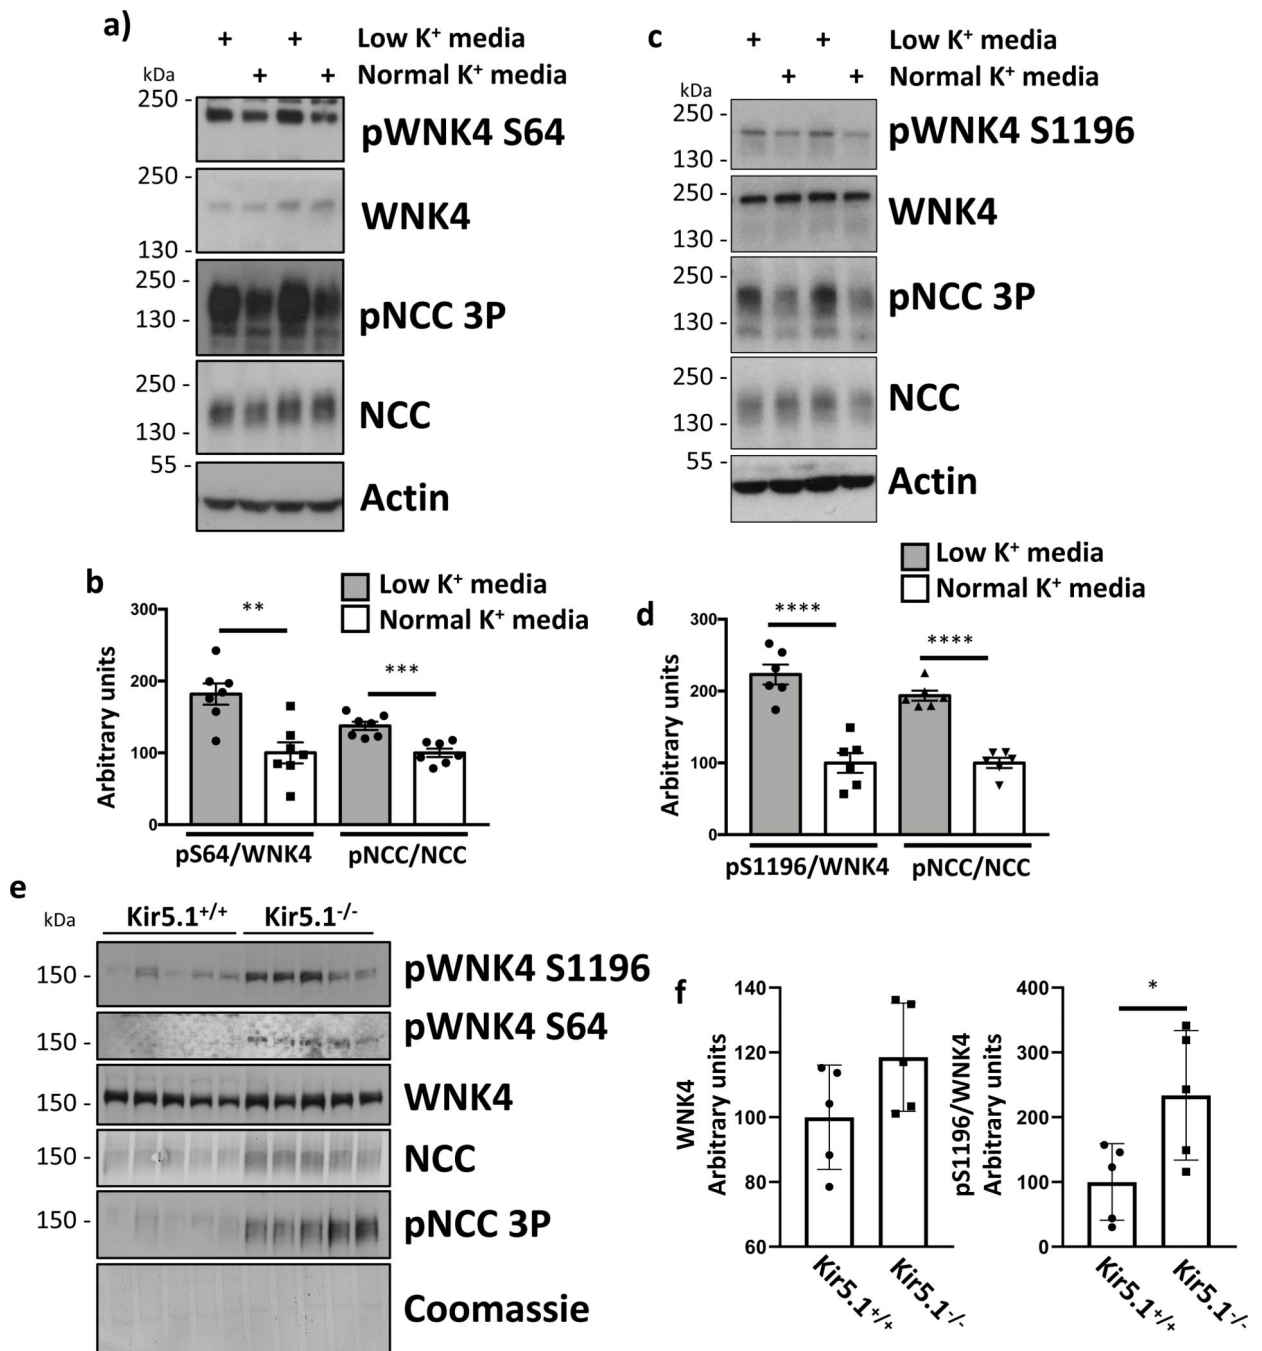 a)
+ + Low K⁺ media
+ + Normal K⁺ media
kDa
250 -
pWNK4 S64
250 -
WNK4
130 -
250 -
130 -
pNCC 3P
250 -
130 -
NCC
55 -
Actin
c
+ + Low K⁺ media
+ + Normal K⁺ media
kDa
250 -
130 -
pWNK4 S1196
250 -
130 -
WNK4
250 -
130 -
pNCC 3P
250 -
130 -
NCC
55 -
Actin
b
Low K⁺ media
Normal K⁺ media
Arbitrary units
300
200
100
0
**
***
pS64/WNK4
pNCC/NCC
d
Low K⁺ media
Normal K⁺ media
Arbitrary units
300
200
100
0
****
****
pS1196/WNK4
pNCC/NCC
e
kDa
Kir5.1⁺/⁺
Kir5.1⁻/⁻
150 -
pWNK4 S1196
150 -
pWNK4 S64
150 -
WNK4
150 -
NCC
150 -
pNCC 3P
Coomassie
f
WNK4
Arbitrary units
140
120
100
80
60
Kir5.1⁺/⁺
Kir5.1⁻/⁻
pS1196/WNK4
Arbitrary units
400
300
200
100
0
*
Kir5.1⁺/⁺
Kir5.1⁻/⁻